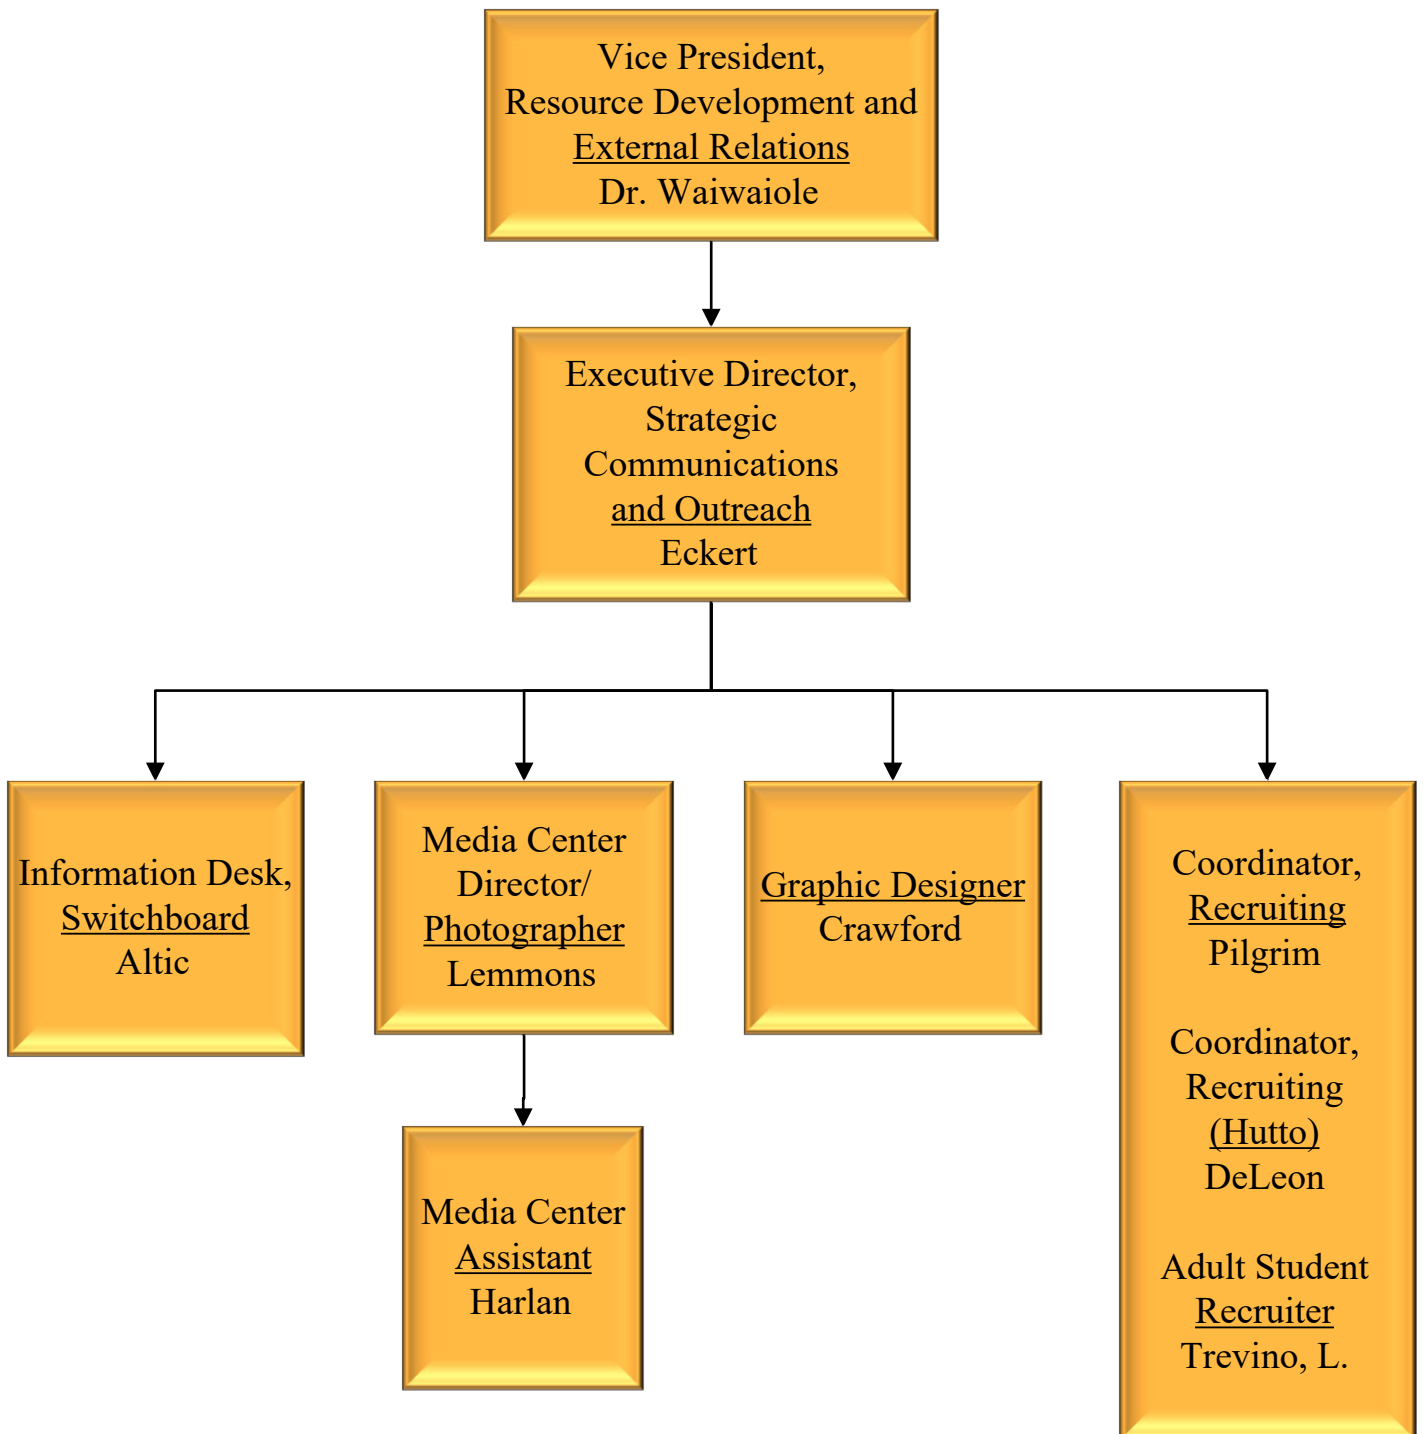 Vice President,
Resource Development and
External Relations
Dr. Waiwaiole
Executive Director,
Strategic
Communications
and Outreach
Eckert
Information Desk,
Switchboard
Altic
Media Center
Director/
Photographer
Lemmons
Graphic Designer
Crawford
Coordinator,
Recruiting
Pilgrim
Coordinator,
Recruiting
(Hutto)
DeLeon
Adult Student
Recruiter
Trevino, L.
Media Center
Assistant
Harlan